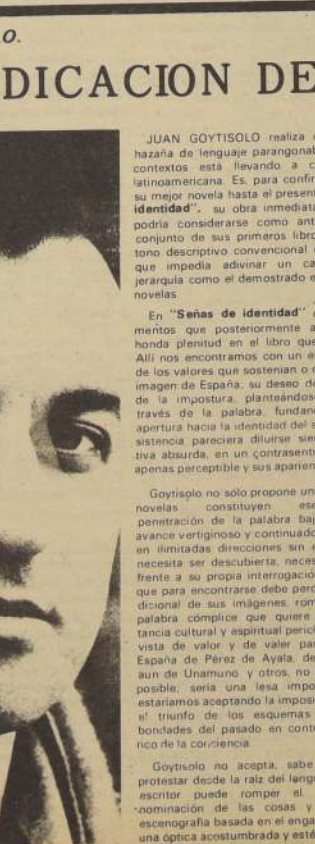 O.
DICACION DE
JUAN GOYTISOLO realiza
hazaña de lenguaje parangonab
contextos está llevando a c
latinoamericana. Es, para confir
su mejor novela hasta el present
identidad", su obra inmediata
podría considerarse como ant
conjunto de sus primeros libro
tono descriptivo convencional
que impedía adivinar un ca
jerarquía como el demostrado e
novelas.
En "Señas de identidad"
mentos que posteriormente a
honda plenitud en el libro que
Allí nos encontramos con un e
de los valores que sostenían o
imagen de España; su deseo de
de la impostura, planteándos
través de la palabra, fundan
apertura hacia la identidad del s
sistencia pareciera diluirse sie
tiva absurda, en un contrasenti
apenas perceptible y sus aparien
Goytisolo no sólo propone un
novelas constituyen ese
penetración de la palabra baj
avance vertiginoso y continuado
en ilimitadas direcciones sin
necesita ser descubierta, neces
frente a su propia interrogació
que para encontrarse debe perd
dicional de sus imágenes, rom
palabra cómplice que quiere
tancia cultural y espiritual pericl
vista de valor y de valer pa
España de Pérez de Ayala, de
aun de Unamuno y otros, no
posible; sería una lesa impo
estaríamos aceptando la imposi
el triunfo de los esquemas
bondades del pasado en contr
rico de la conciencia.
Goytisolo no acepta, sabe
protestar desde la raíz del lengu
escritor puede romper el
nominación de las cosas y
escenografía basada en el enga
una óptica acostumbrada y esté